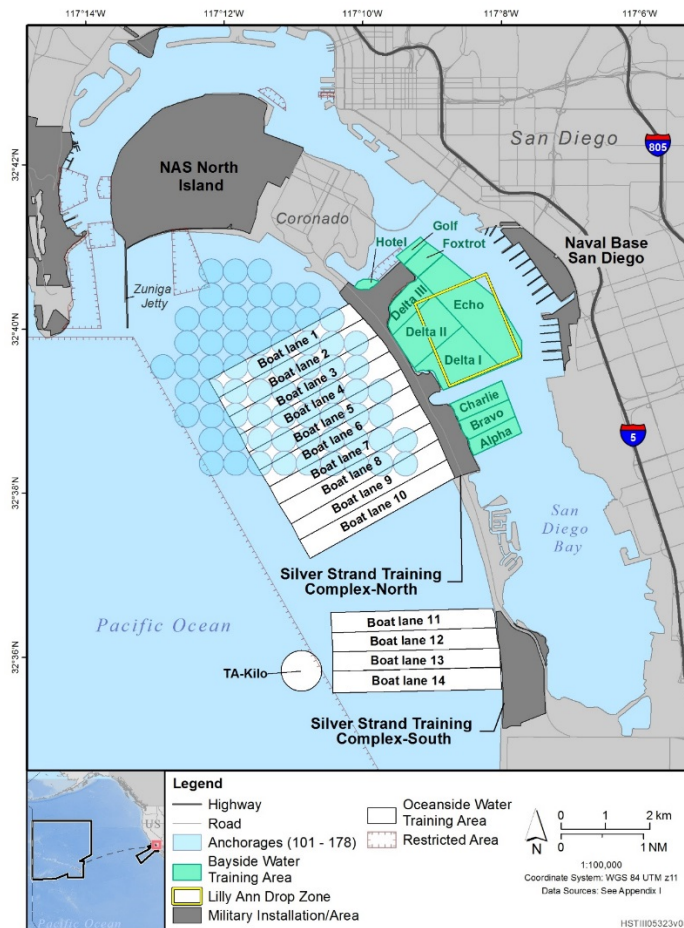 117°14'W 117°12'W 117°10'W 117°8'W 117°6'W
32°42'N
32°40'N
32°38'N
32°36'N
San Diego
805
NAS North
Island
Coronado
Golf
Hotel
Foxtrot
Naval Base
San Diego
Zuniga
Jetty
Delta III
Echo
Delta II
Delta I
Charlie
Bravo
Alpha
Boat lane 1
Boat lane 2
Boat lane 3
Boat lane 4
Boat lane 5
Boat lane 6
Boat lane 7
Boat lane 8
Boat lane 9
Boat lane 10
5
San
Diego
Bay
Silver Strand Training
Complex-North
Pacific Ocean
Boat lane 11
Boat lane 12
Boat lane 13
Boat lane 14
TA-Kilo
Silver Strand Training
Complex-South
US
Pacific Ocean
Legend
Highway
Road
Anchorages (101 - 178)
Bayside Water
Training Area
Lilly Ann Drop Zone
Military Installation/Area
Oceanside Water
Training Area
Restricted Area
N
0 1 2 km
0 1 NM
1:100,000
Coordinate System: WGS 84 UTM z11
Data Sources: See Appendix I
HSTIII05323v0